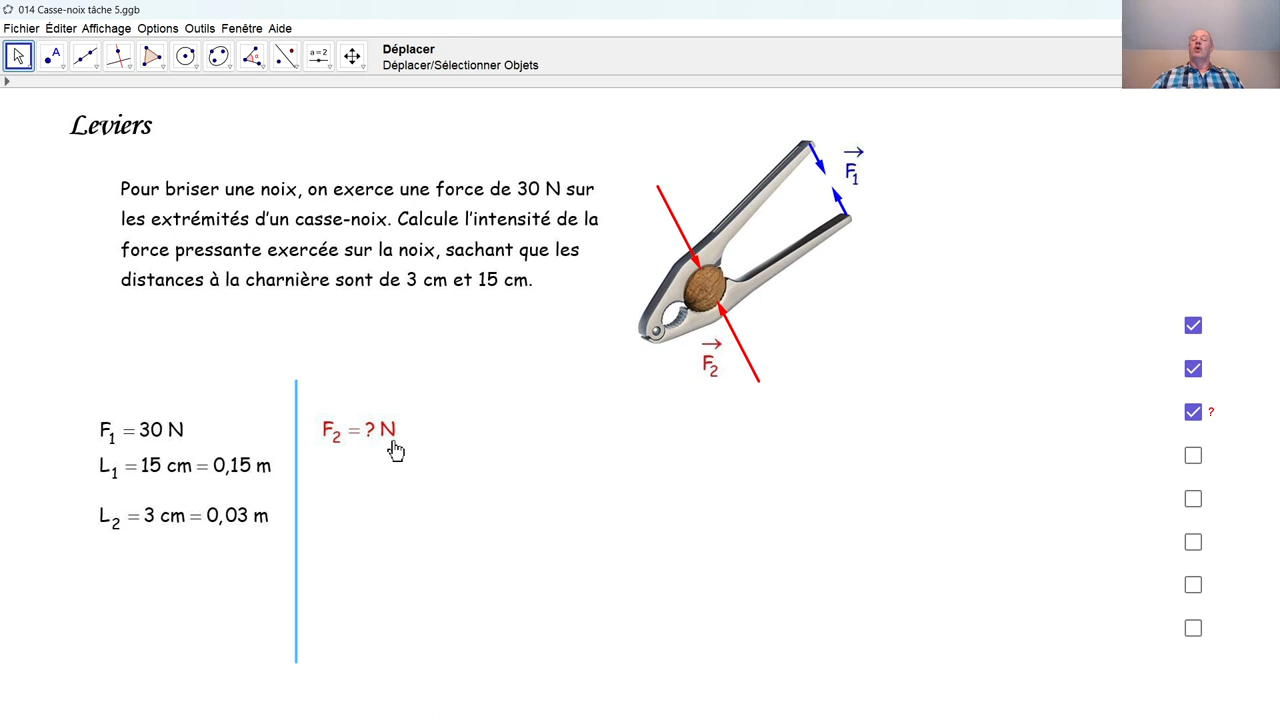 014 Casse-noix tâche 5.ggb
Fichier Éditer Affichage Options Outils Fenêtre Aide
A
a=2
Déplacer
Déplacer/Sélectionner Objets
Leviers
Pour briser une noix, on exerce une force de 30 N sur
les extrémités d'un casse-noix. Calcule l'intensité de la
force pressante exercée sur la noix, sachant que les
distances à la charnière sont de 3 cm et 15 cm.
F₁
F₂
?
F₁ = 30 N
L₁ = 15 cm = 0,15 m
L₂ = 3 cm = 0,03 m
F₂ = ? N